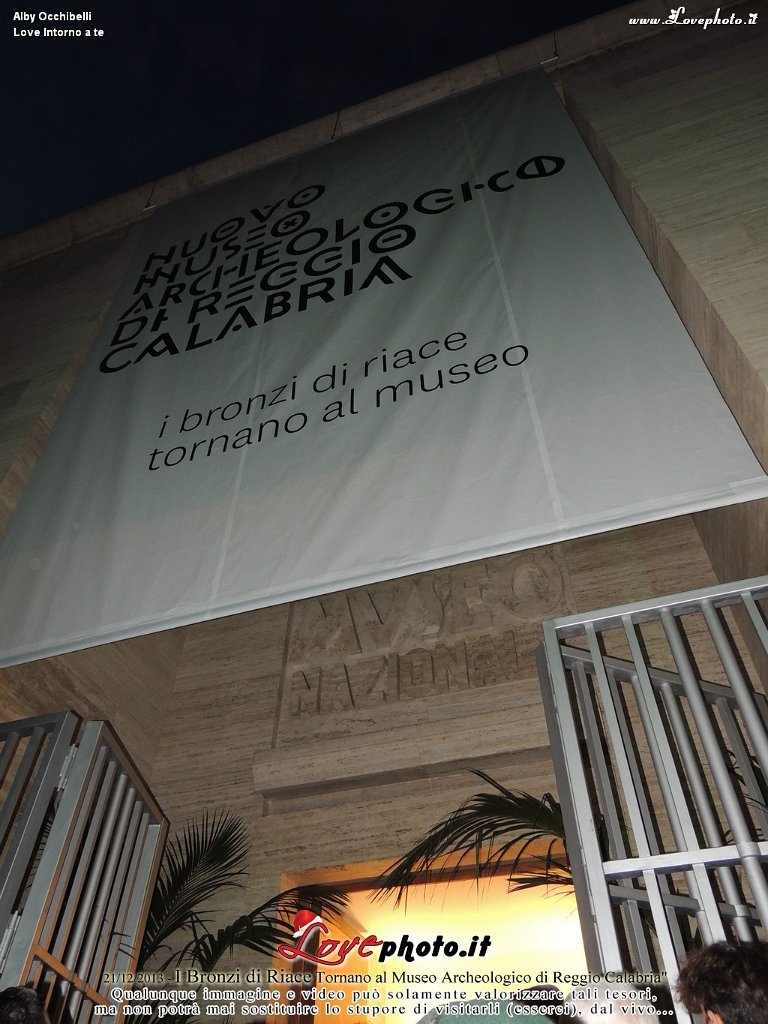 Alby Occhibelli
Love Intorno a te
www.Lovephoto.it
NUOVO
MUSEO
ARCHEOLOGICO
DI REGGIO
CALABRIA
i bronzi di riace
tornano al museo
MUSEO
NAZIONALE
Lovephoto.it
21/12/2013 - I Bronzi di Riace Tornano al Museo Archeologico di Reggio Calabria"
Qualunque immagine e video può solamente valorizzare tali tesori,
ma non potrà mai sostituire lo stupore di visitarli (esserci), dal vivo...